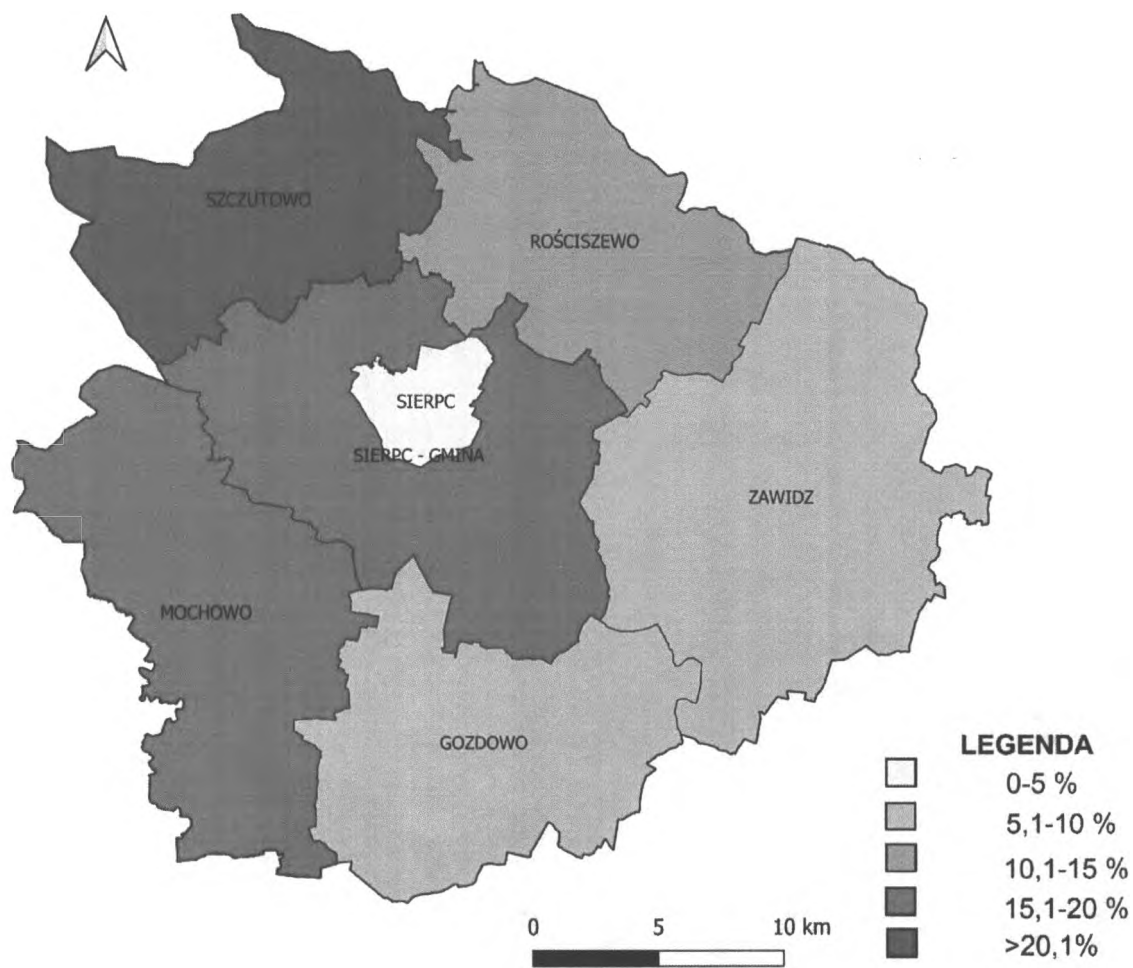 SZCZUTOWO
ROŚCISZEWO
SIERPC
SIERPC - GMINA
ZAWIDZ
MOCHOWO
GOZDOWO
LEGENDA
0-5 %
5,1-10 %
10,1-15 %
15,1-20 %
>20,1%
0 5 10 km